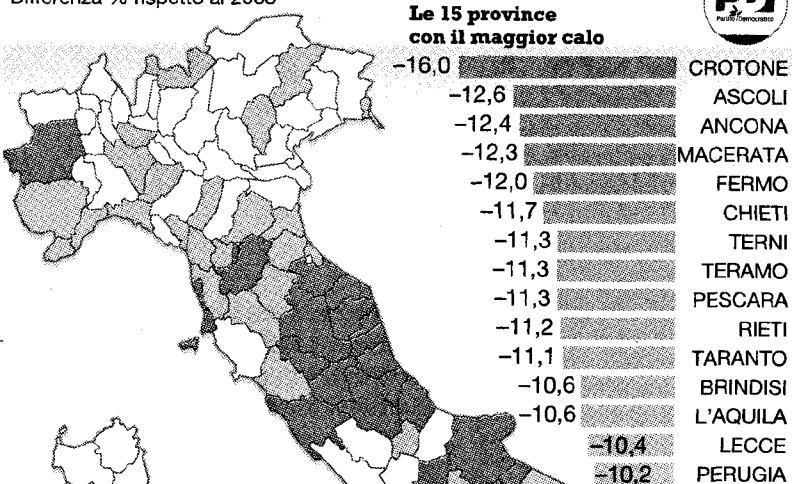 Differenza % rispetto al 2008
Le 15 province
con il maggior calo
Partito Democratico
-16,0 CROTONE
-12,6 ASCOLI
-12,4 ANCONA
-12,3 MACERATA
-12,0 FERMO
-11,7 CHIETI
-11,3 TERNI
-11,3 TERAMO
-11,3 PESCARA
-11,2 RIETI
-11,1 TARANTO
-10,6 BRINDISI
-10,6 L'AQUILA
-10,4 LECCE
-10,2 PERUGIA